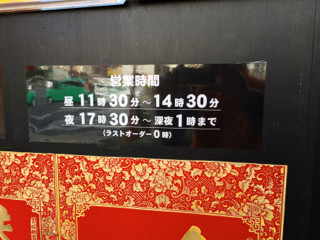 営業時間
昼 11時30分～14時30分
夜 17時30分～深夜1時まで
(ラストオーダー0時)